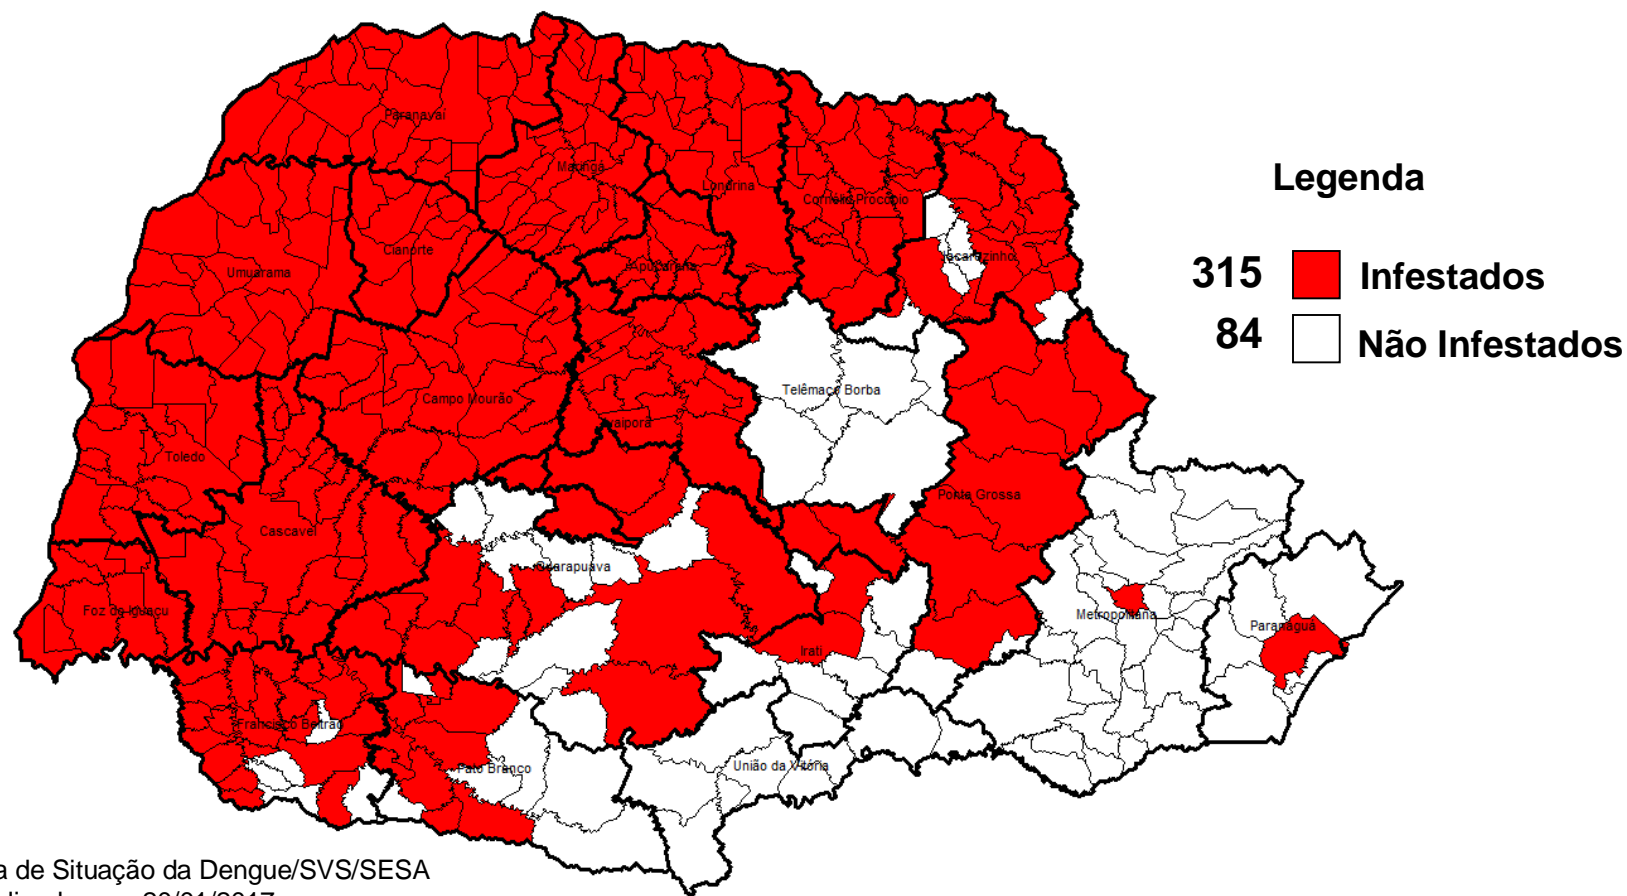 Paranavaí
Maringá
Londrina
Cornélio Procópio
Jacarezinho
Cianorte
Umuarama
Apucarana
Legenda
315 Infestados
84 Não Infestados
Telêmaco Borba
Campo Mourão
Ivaiporã
Toledo
Ponta Grossa
Cascavel
Guarapuava
Foz do Iguaçu
Metropolitana
Paranaguá
Irati
Francisco Beltrão
Pato Branco
União da Vitória
a de Situação da Dengue/SVS/SESA